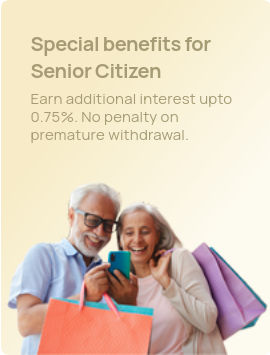 Special benefits for
Senior Citizen
Earn additional interest upto
0.75%. No penalty on
premature withdrawal.